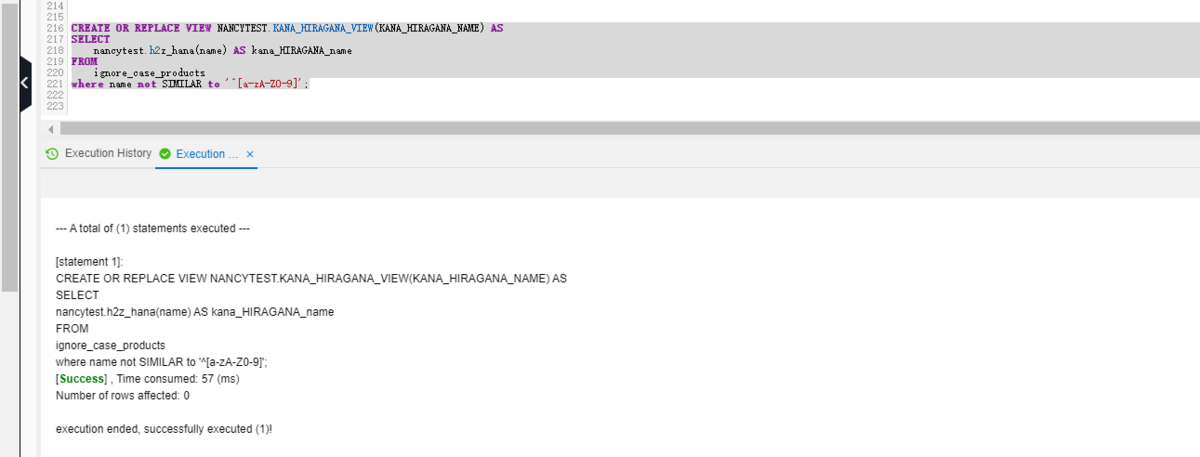 214
215
216 CREATE OR REPLACE VIEW NANCYTEST.KANA_HIRAGANA_VIEW(KANA_HIRAGANA_NAME) AS
217 SELECT
218 nancytest.h2z_hana(name) AS kana_HIRAGANA_name
219 FROM
220 ignore_case_products
221 where name not SIMILAR to '^[a-zA-Z0-9]';
222
223
Execution History Execution ... ×
--- A total of (1) statements executed ---
[statement 1]:
CREATE OR REPLACE VIEW NANCYTEST.KANA_HIRAGANA_VIEW(KANA_HIRAGANA_NAME) AS
SELECT
nancytest.h2z_hana(name) AS kana_HIRAGANA_name
FROM
ignore_case_products
where name not SIMILAR to '^[a-zA-Z0-9]';
[Success] , Time consumed: 57 (ms)
Number of rows affected: 0
execution ended, successfully executed (1)!